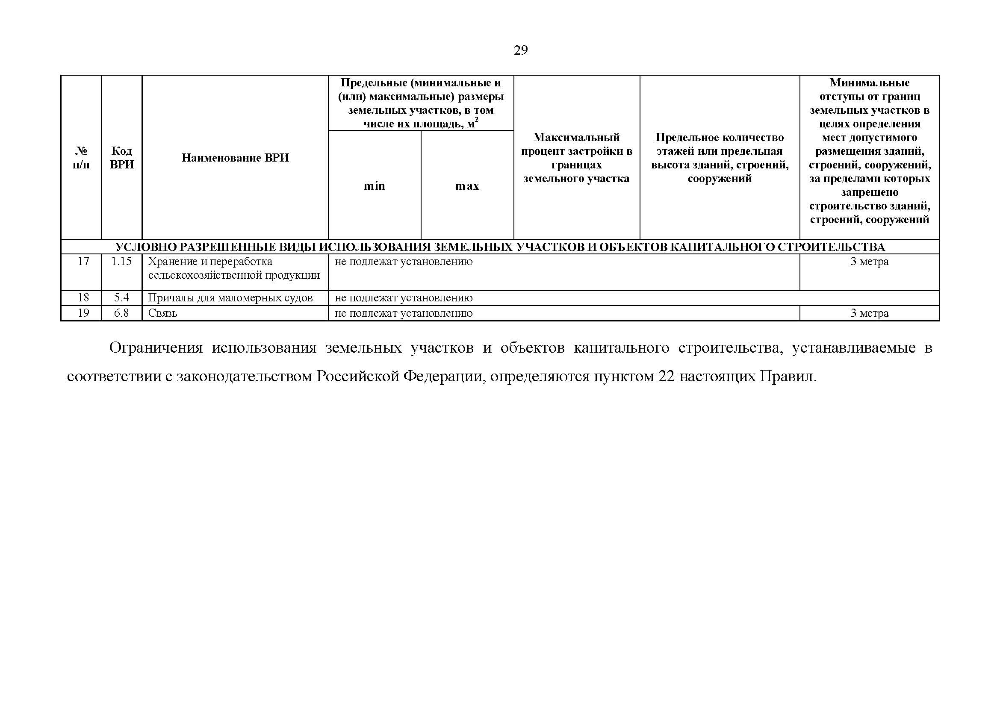 29
№
п/п
Код
ВРИ
Наименование ВРИ
Предельные (минимальные и
(или) максимальные) размеры
земельных участков, в том
числе их площадь, м²
min
max
Максимальный
процент застройки в
границах
земельного участка
Предельное количество
этажей или предельная
высота зданий, строений,
сооружений
Минимальные
отступы от границ
земельных участков в
целях определения
мест допустимого
размещения зданий,
строений, сооружений,
за пределами которых
запрещено
строительство зданий,
строений, сооружений
УСЛОВНО РАЗРЕШЕННЫЕ ВИДЫ ИСПОЛЬЗОВАНИЯ ЗЕМЕЛЬНЫХ УЧАСТКОВ И ОБЪЕКТОВ КАПИТАЛЬНОГО СТРОИТЕЛЬСТВА
17 1.15 Хранение и переработка не подлежат установлению 3 метра
сельскохозяйственной продукции
18 5.4 Причалы для маломерных судов не подлежат установлению
19 6.8 Связь не подлежат установлению 3 метра
Ограничения использования земельных участков и объектов капитального строительства, устанавливаемые в
соответствии с законодательством Российской Федерации, определяются пунктом 22 настоящих Правил.